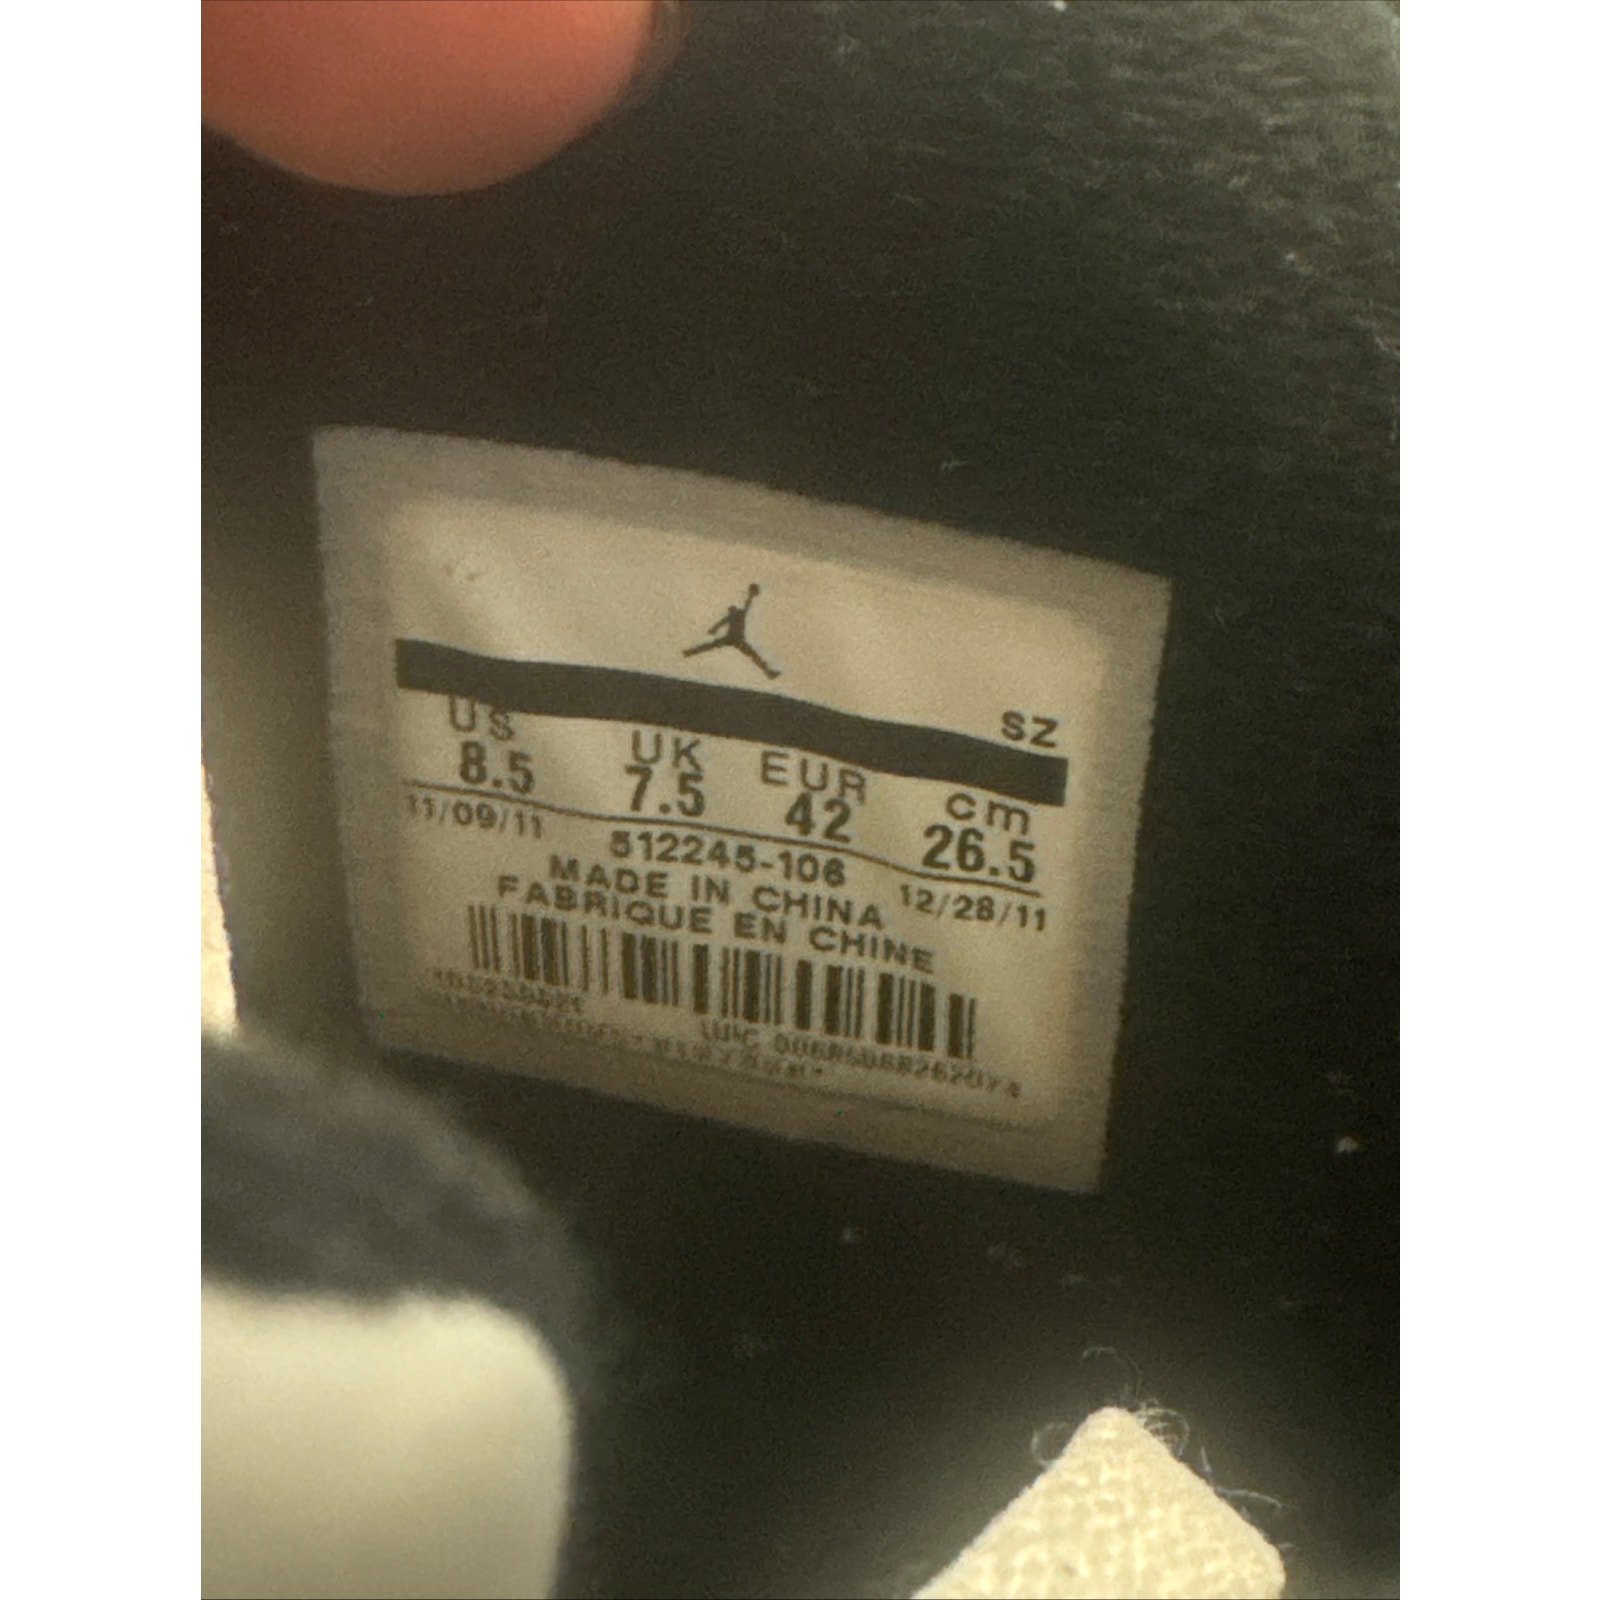 SZ
US UK EUR cm
8.5 7.5 42 26.5
11/09/11 512245-106 12/28/11
MADE IN CHINA
FABRIQUE EN CHINE